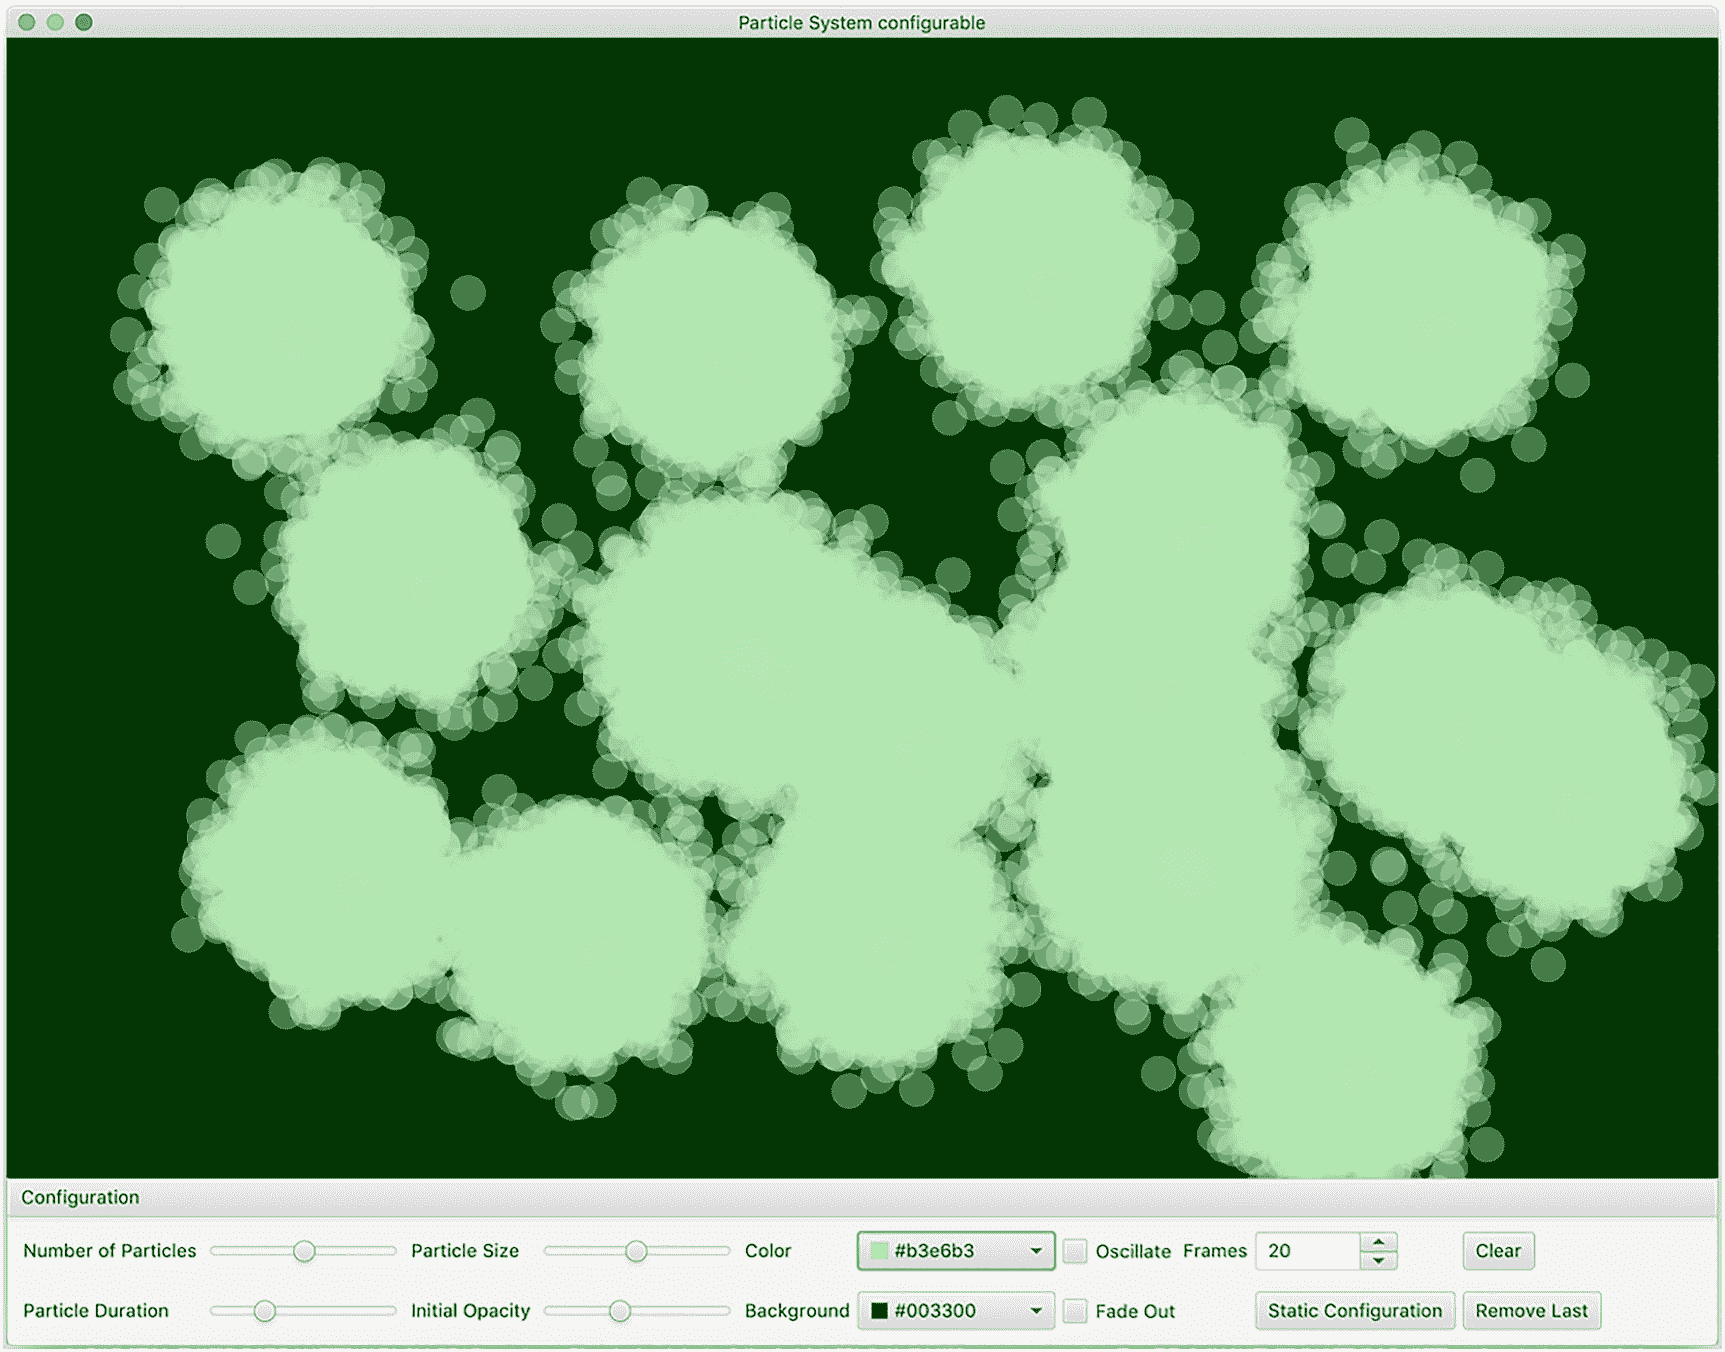 Particle System configurable
Configuration
Number of Particles Particle Size Color #b3e6b3 Oscillate Frames 20 Clear
Particle Duration Initial Opacity Background #003300 Fade Out Static Configuration Remove Last